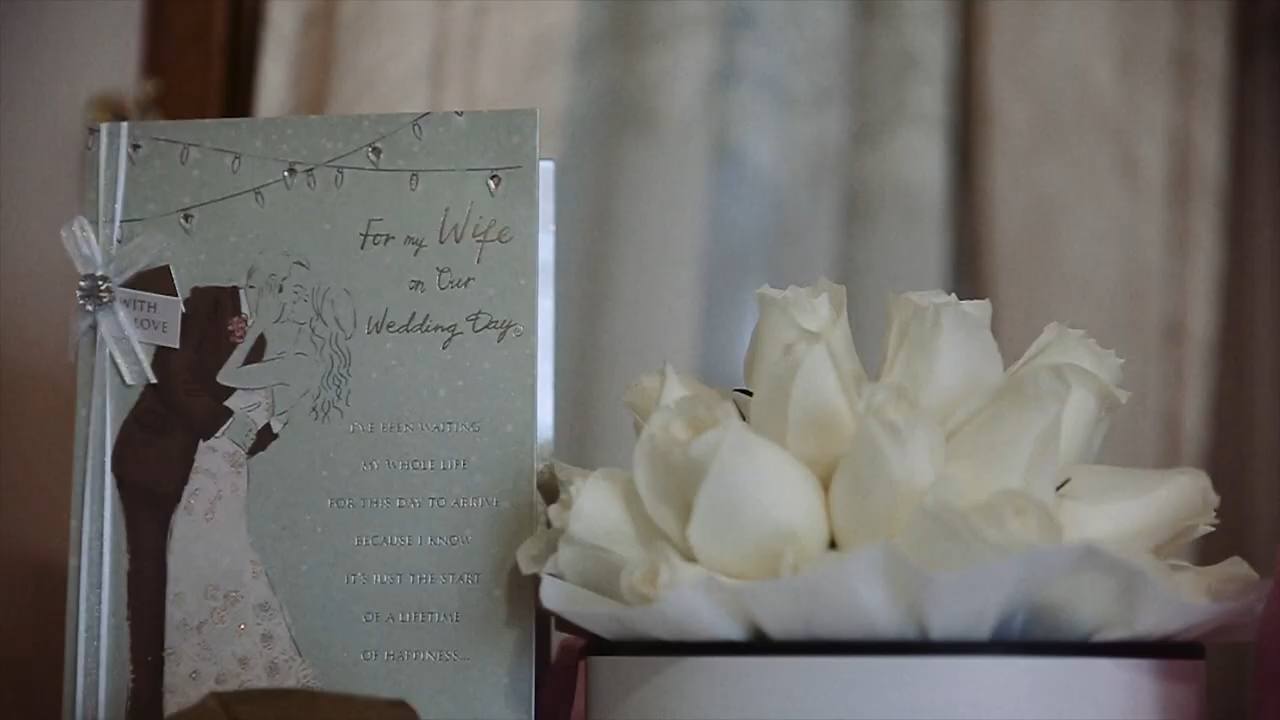 For my Wife
on Our
Wedding Day
WITH
LOVE
I'VE BEEN WAITING
MY WHOLE LIFE
FOR THIS DAY TO ARRIVE
BECAUSE I KNOW
IT'S JUST THE START
OF A LIFETIME
OF HAPPINESS...